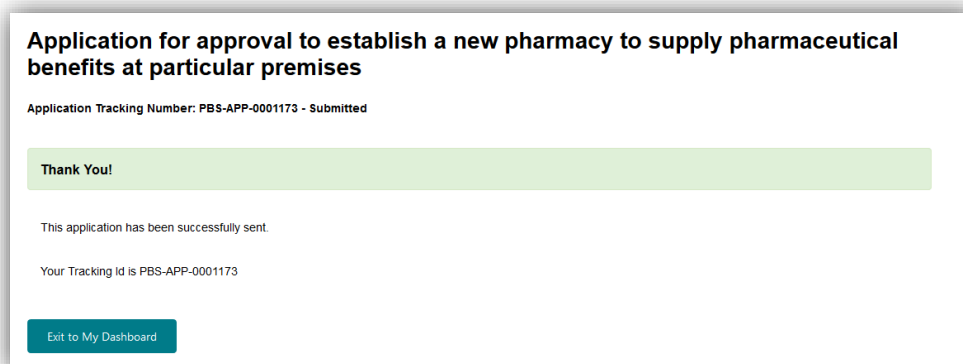 Application for approval to establish a new pharmacy to supply pharmaceutical
benefits at particular premises
Application Tracking Number: PBS-APP-0001173 - Submitted
Thank You!
This application has been successfully sent.
Your Tracking Id is PBS-APP-0001173
Exit to My Dashboard